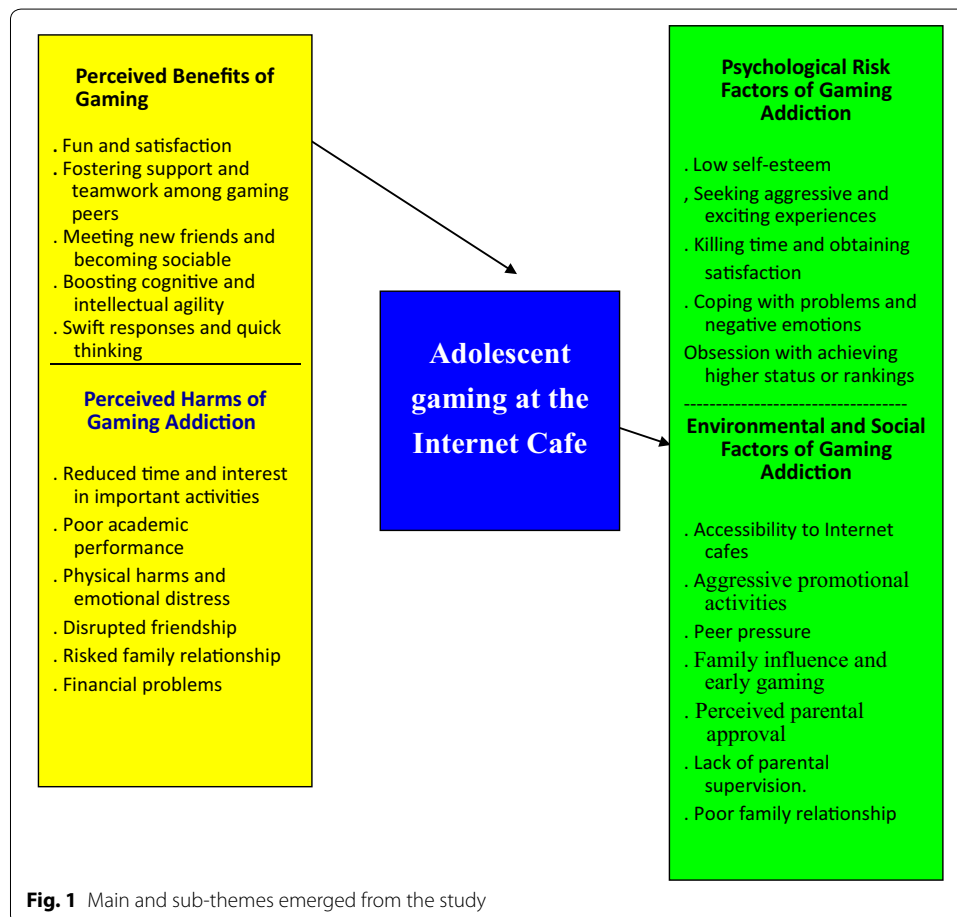 Perceived Benefits of
Gaming
. Fun and satisfaction
. Fostering support and
teamwork among gaming
peers
. Meeting new friends and
becoming sociable
. Boosting cognitive and
intellectual agility
. Swift responses and quick
thinking
Perceived Harms of
Gaming Addiction
. Reduced time and interest
in important activities
. Poor academic
performance
. Physical harms and
emotional distress
. Disrupted friendship
. Risked family relationship
. Financial problems
Adolescent
gaming at the
Internet Cafe
Psychological Risk
Factors of Gaming
Addiction
. Low self-esteem
, Seeking aggressive and
exciting experiences
. Killing time and obtaining
satisfaction
. Coping with problems and
negative emotions
Obsession with achieving
higher status or rankings
Environmental and Social
Factors of Gaming
Addiction
. Accessibility to Internet
cafes
. Aggressive promotional
activities
. Peer pressure
. Family influence and
early gaming
. Perceived parental
approval
. Lack of parental
supervision.
. Poor family relationship
Fig. 1 Main and sub-themes emerged from the study